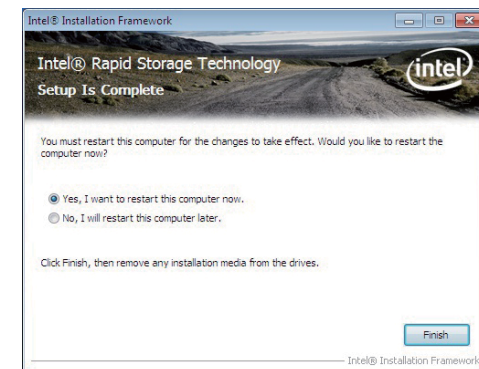 Intel® Installation Framework
Intel® Rapid Storage Technology
Setup Is Complete
intel
You must restart this computer for the changes to take effect. Would you like to restart the
computer now?
Yes, I want to restart this computer now.
No, I will restart this computer later.
Click Finish, then remove any installation media from the drives.
Finish
Intel® Installation Framework